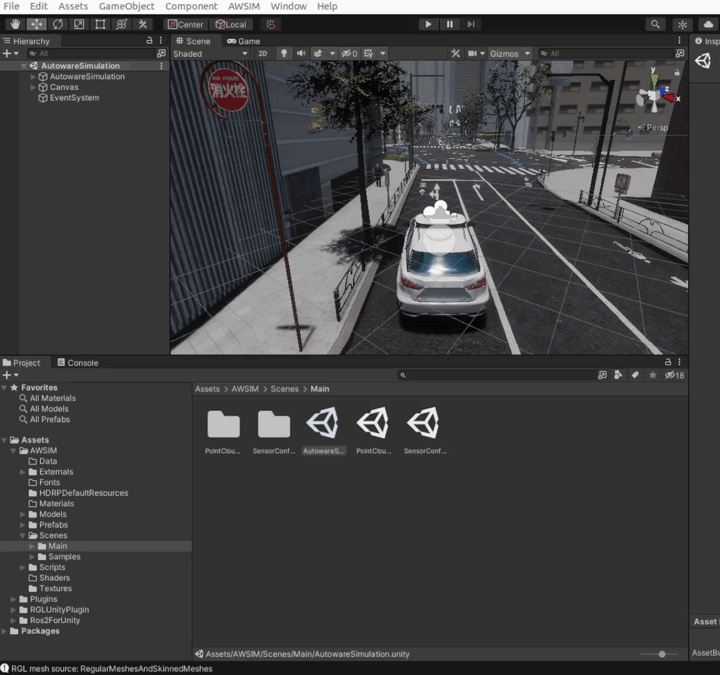 File Edit Assets GameObject Component AWSIM Window Help
Center Local
Hierarchy
All
AutowareSimulation
AutowareSimulation
Canvas
EventSystem
Scene Game
Shaded 2D 0 Gizmos All
消火栓
y
z
x
Persp
Insp
Project Console
18
Favorites
All Materials
All Models
All Prefabs
Assets
AWSIM
Data
Externals
Fonts
HDRPDefaultResources
Materials
Models
Prefabs
Scenes
Main
Samples
Scripts
Shaders
Textures
Plugins
RGLUnityPlugin
Ros2ForUnity
Packages
Assets > AWSIM > Scenes > Main
PointClou... SensorConf... AutowareS... PointClou... SensorConf...
Assets/AWSIM/Scenes/Main/AutowareSimulation.unity
Asset
AssetBu
RGL mesh source: RegularMeshesAndSkinnedMeshes